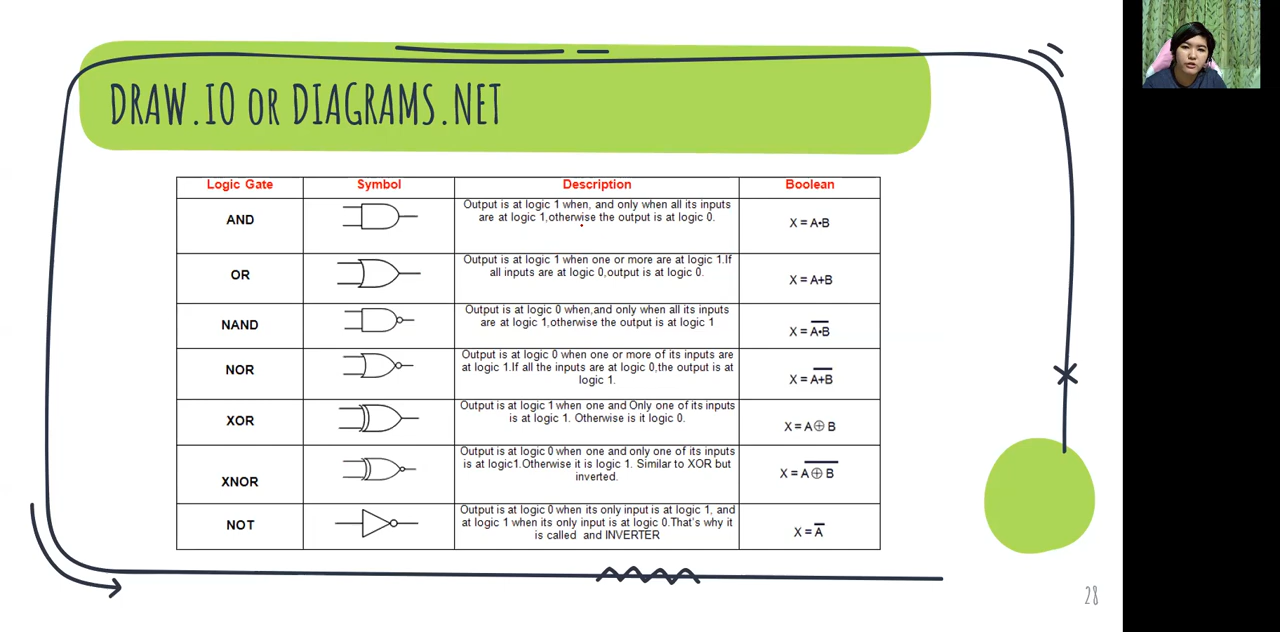 DRAW.IO OR DIAGRAMS.NET
Logic Gate Symbol Description Boolean
AND
Output is at logic 1 when, and only when all its inputs
are at logic 1,otherwise the output is at logic 0.
X = A•B
OR
Output is at logic 1 when one or more are at logic 1.If
all inputs are at logic 0,output is at logic 0.
X = A+B
NAND
Output is at logic 0 when,and only when all its inputs
are at logic 1,otherwise the output is at logic 1
X = A̅•̅B̅
NOR
Output is at logic 0 when one or more of its inputs are
at logic 1.If all the inputs are at logic 0,the output is at
logic 1.
X = A̅+̅B̅
XOR
Output is at logic 1 when one and Only one of its inputs
is at logic 1. Otherwise is it logic 0.
X = A⊕ B
XNOR
Output is at logic 0 when one and only one of its inputs
is at logic1.Otherwise it is logic 1. Similar to XOR but
inverted.
X = A̅ ⊕̅ B̅
NOT
Output is at logic 0 when its only input is at logic 1, and
at logic 1 when its only input is at logic 0.That's why it
is called and INVERTER
X = A̅
28